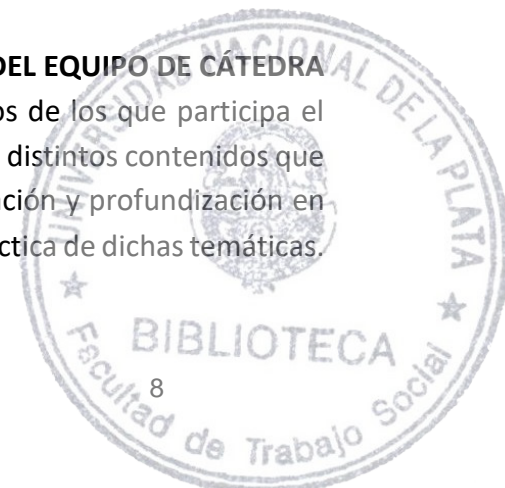 DEL EQUIPO DE CÁTEDRA
os de los que participa el
distintos contenidos que
ación y profundización en
ctica de dichas temáticas.
UNIVERSIDAD NACIONAL DE LA PLATA
BIBLIOTECA
Facultad de Trabajo Social
8